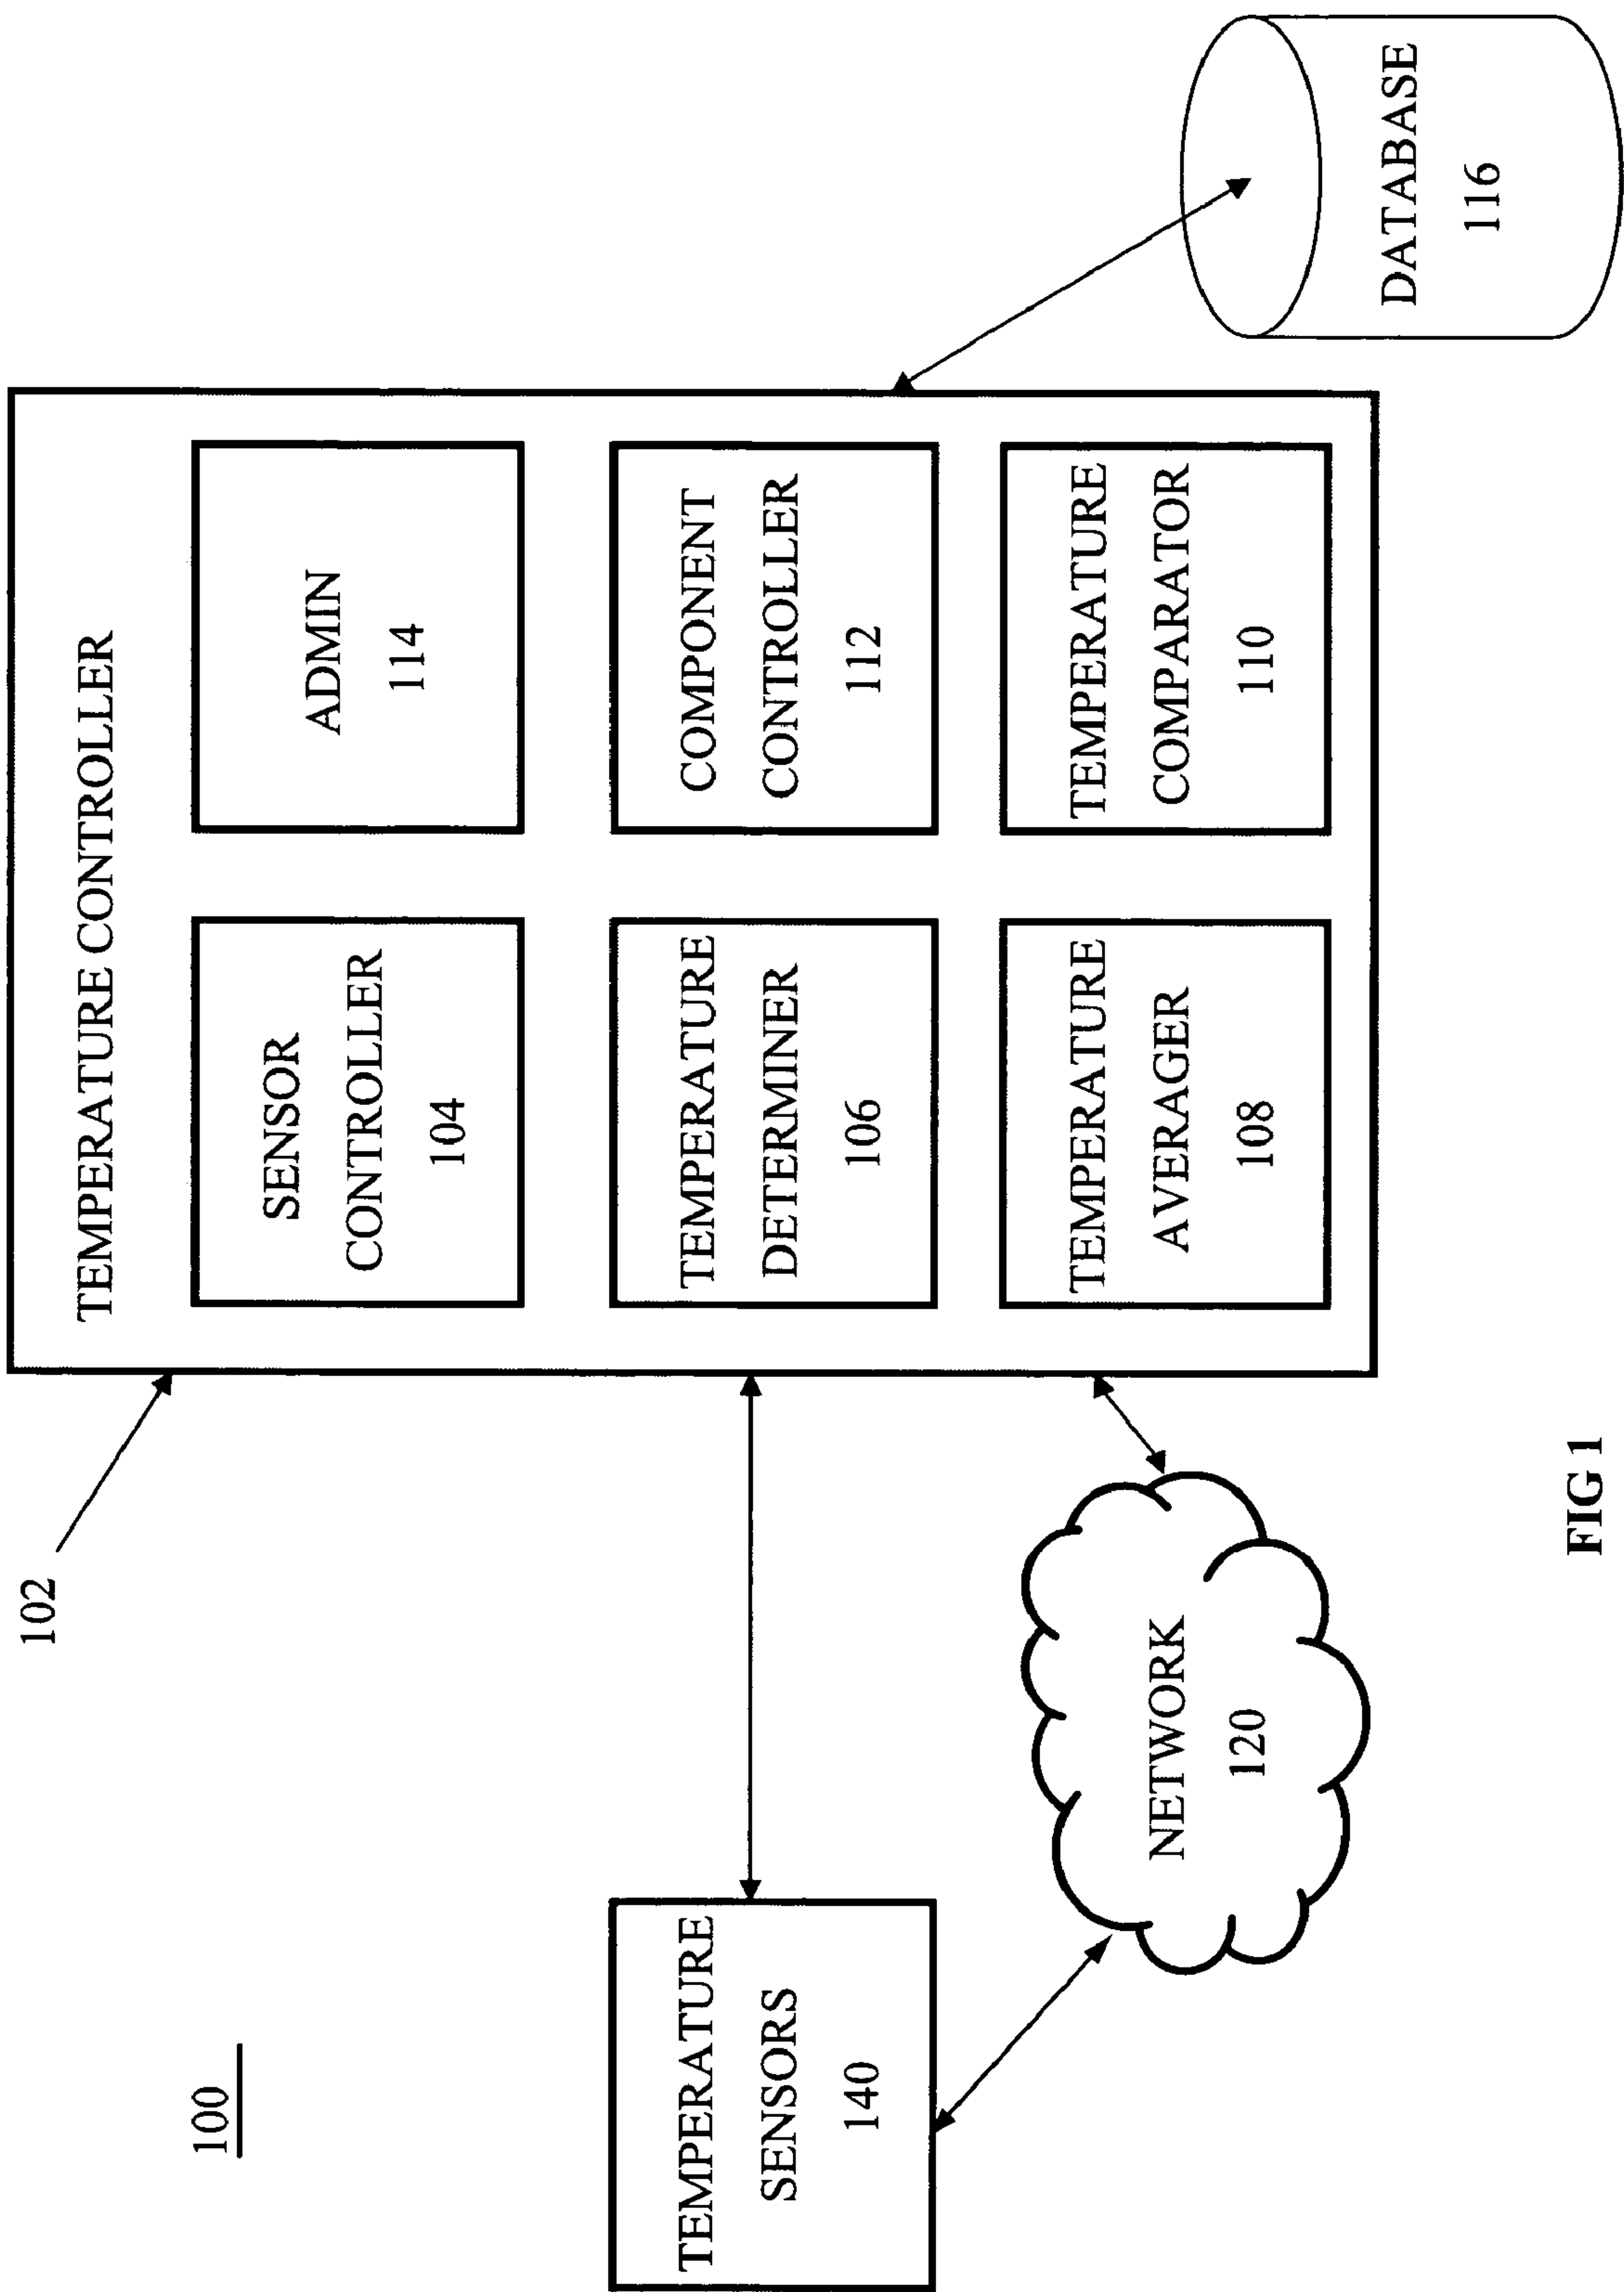 100
102
TEMPERATURE CONTROLLER
SENSOR
CONTROLLER
104
ADMIN
114
TEMPERATURE
SENSORS
140
TEMPERATURE
DETERMINER
106
COMPONENT
CONTROLLER
112
NETWORK
120
TEMPERATURE
AVERAGER
108
TEMPERATURE
COMPARATOR
110
DATABASE
116
FIG 1